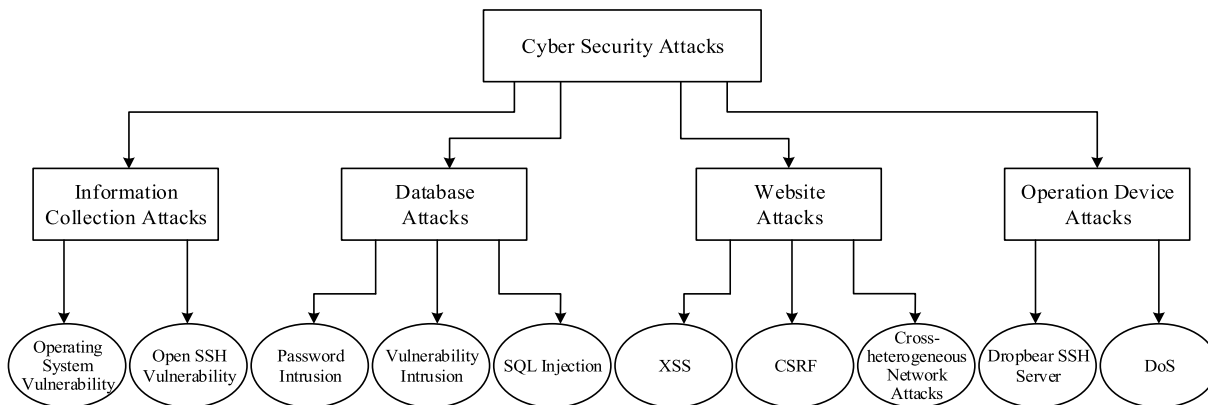 Cyber Security Attacks
Information
Collection Attacks
Database
Attacks
Website
Attacks
Operation Device
Attacks
Operating
System
Vulnerability
Open SSH
Vulnerability
Password
Intrusion
Vulnerability
Intrusion
SQL Injection
XSS
CSRF
Cross-
heterogeneous
Network
Attacks
Dropbear SSH
Server
DoS